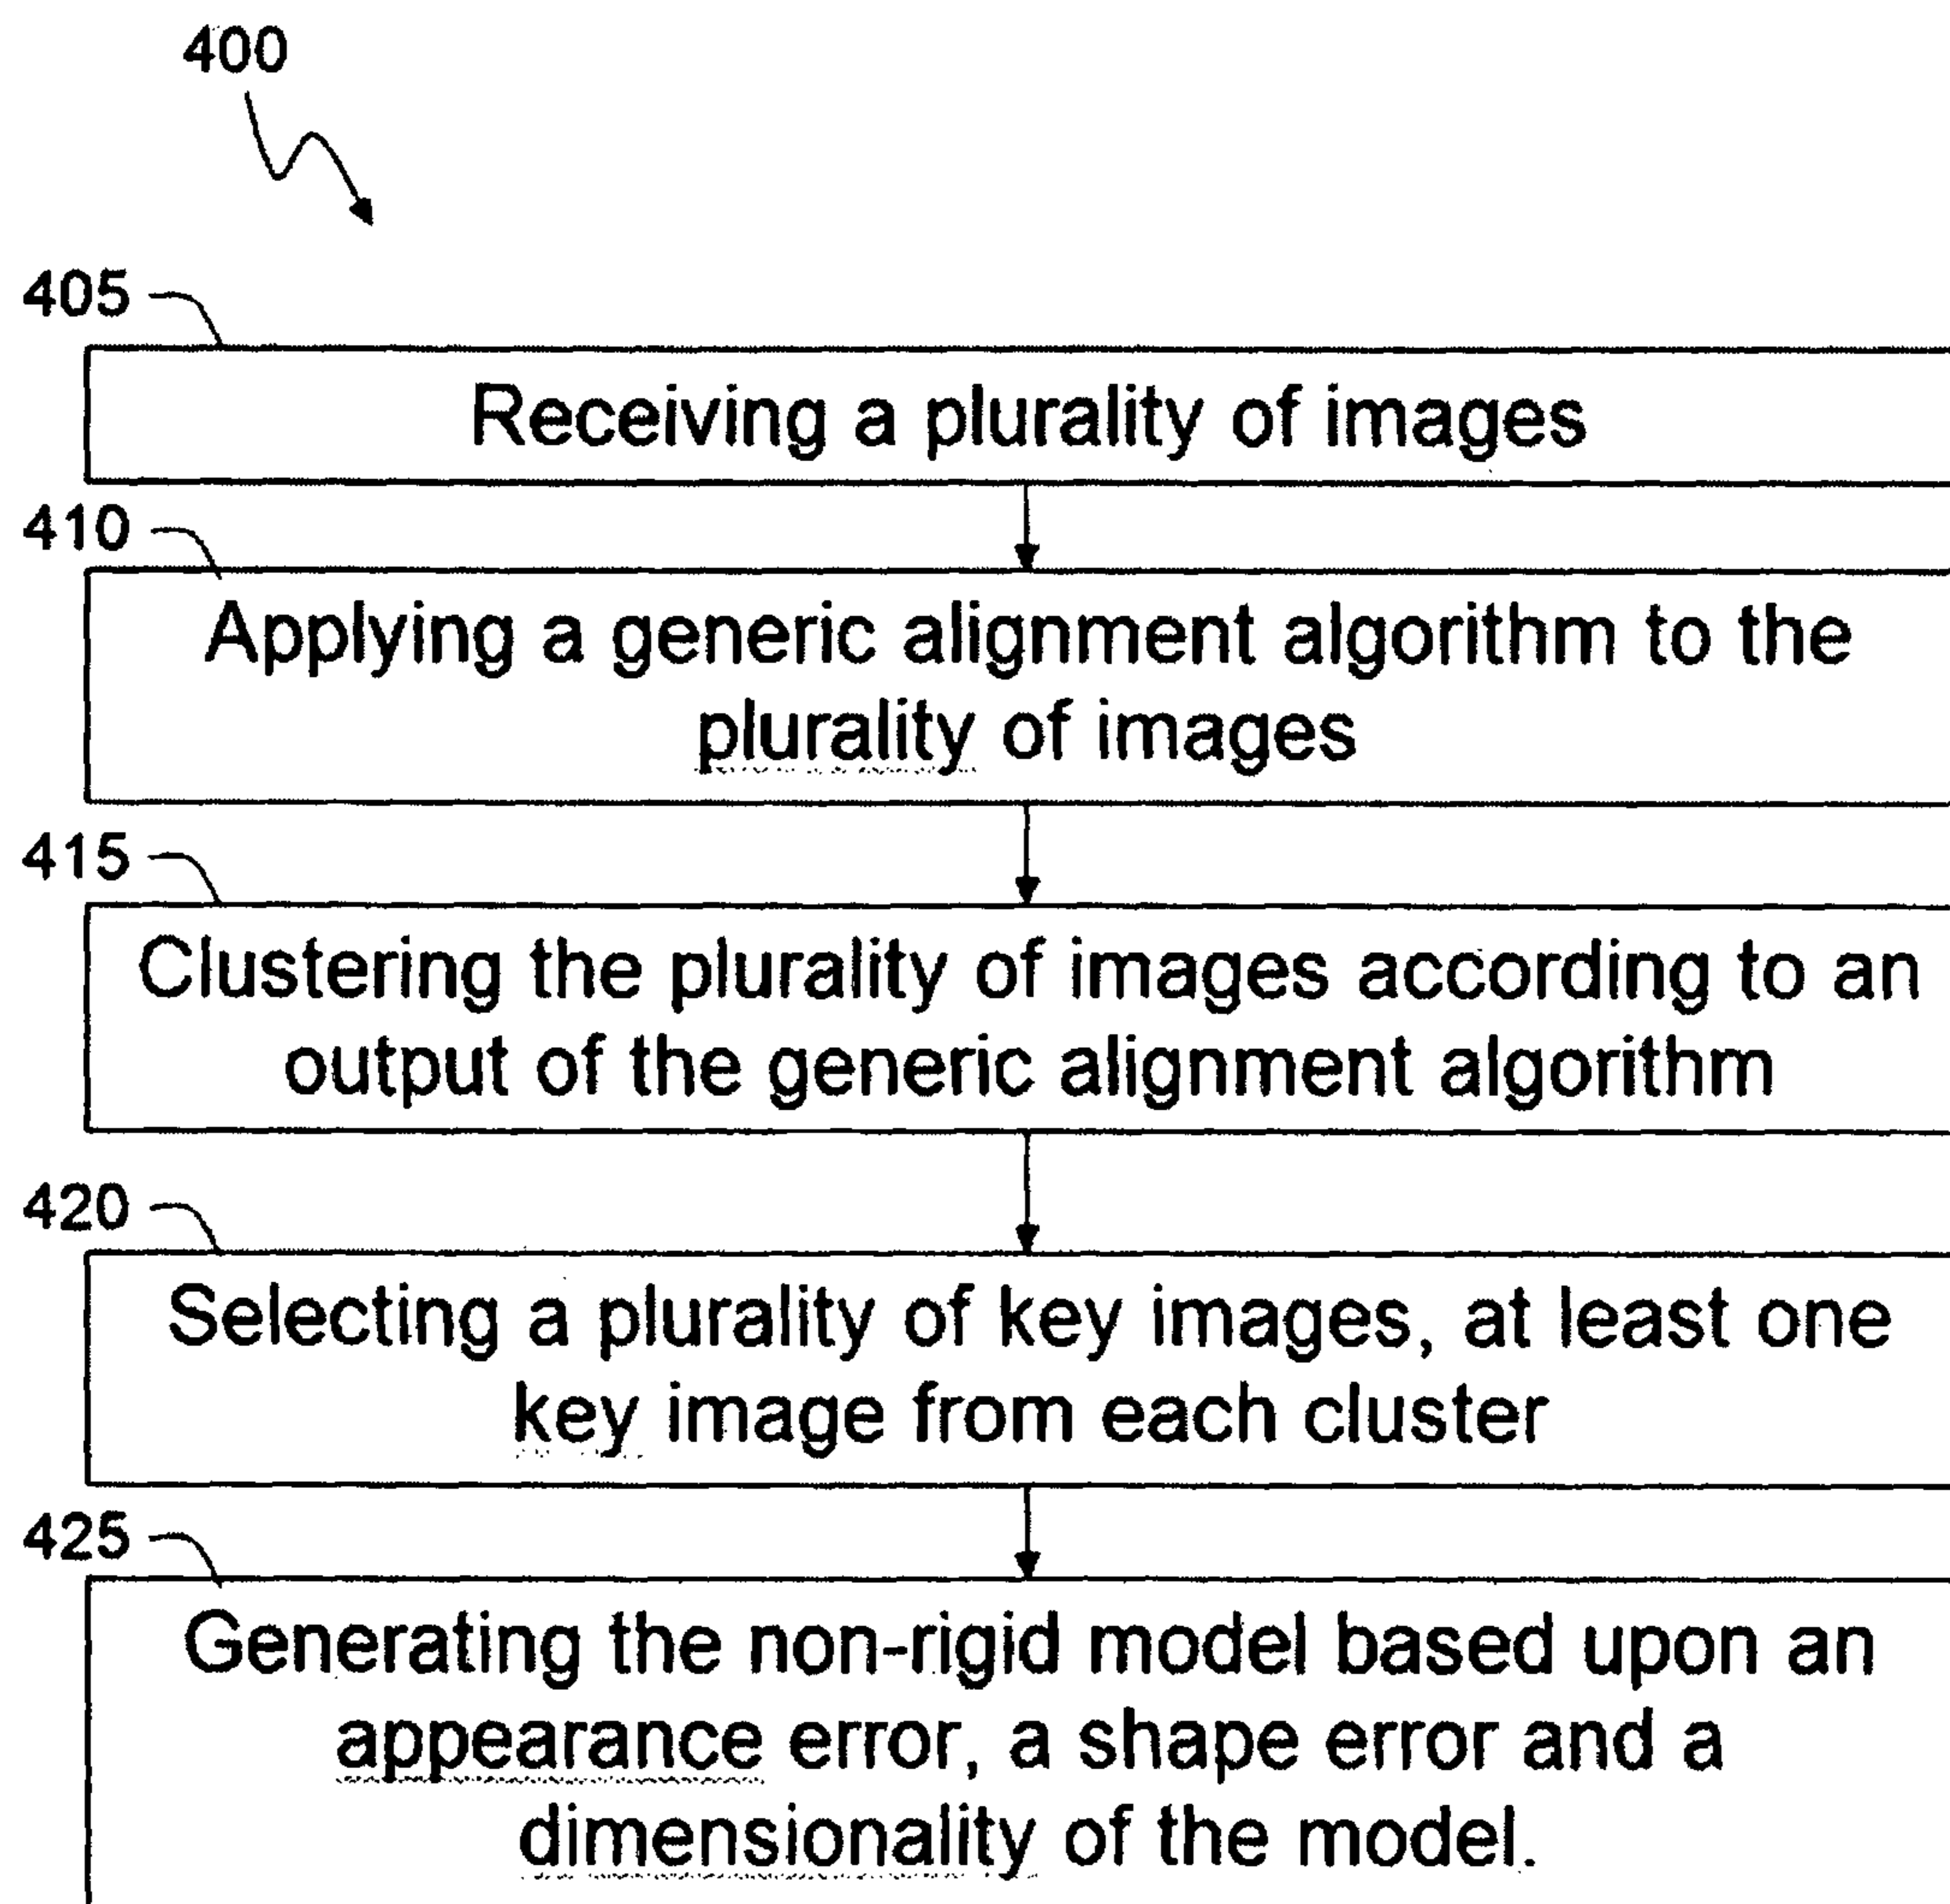 400
405
Receiving a plurality of images
410
Applying a generic alignment algorithm to the
plurality of images
415
Clustering the plurality of images according to an
output of the generic alignment algorithm
420
Selecting a plurality of key images, at least one
key image from each cluster
425
Generating the non-rigid model based upon an
appearance error, a shape error and a
dimensionality of the model.